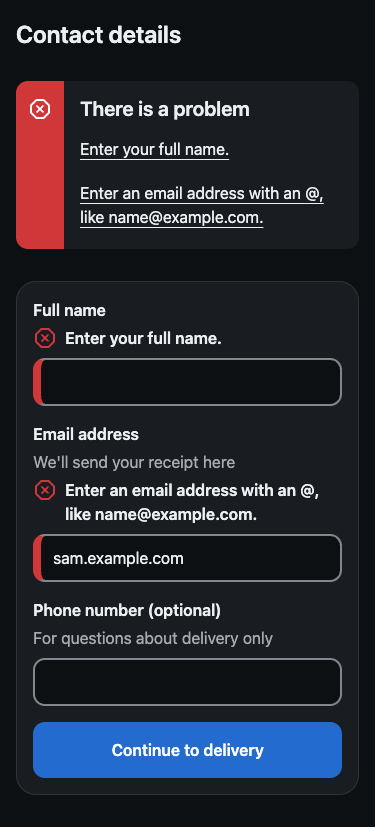 Contact details
There is a problem
Enter your full name.
Enter an email address with an @,
like name@example.com.
Full name
Enter your full name.
Email address
We'll send your receipt here
Enter an email address with an @,
like name@example.com.
sam.example.com
Phone number (optional)
For questions about delivery only
Continue to delivery